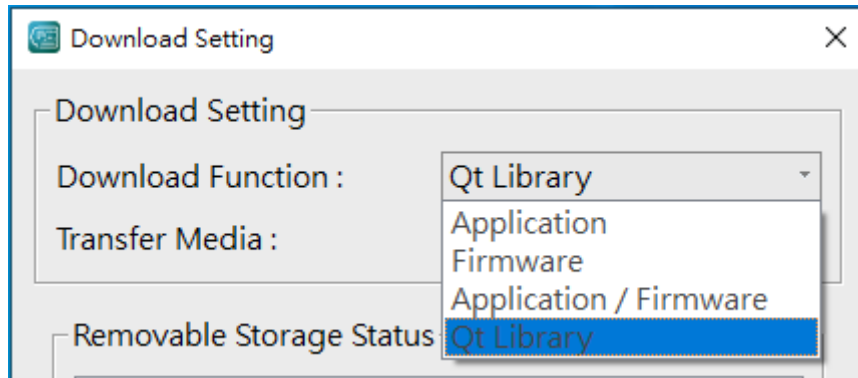 Download Setting
Download Setting
Download Function : Qt Library
Application
Transfer Media :
Firmware
Application / Firmware
Removable Storage Status Qt Library